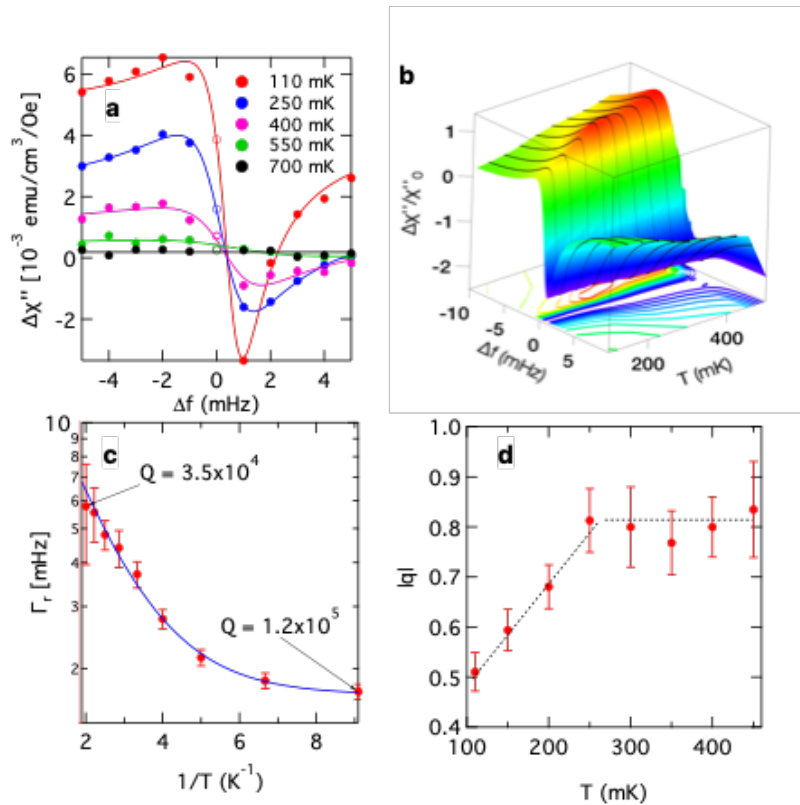 a
6
4
2
0
-2
Δχ'' [10⁻³ emu/cm³/Oe]
-4 -2 0 2 4
Δf (mHz)
110 mK
250 mK
400 mK
550 mK
700 mK
b
1
0
-1
-2
Δχ''/χ''₀
-10
-5
0
5
Δf (mHz)
200
400
T (mK)
c
10
9
8
7
6
5
4
3
2
Γr [mHz]
Q = 3.5x10⁴
Q = 1.2x10⁵
2 4 6 8
1/T (K⁻¹)
d
1.0
0.9
0.8
0.7
0.6
0.5
0.4
|q|
100 200 300 400
T (mK)